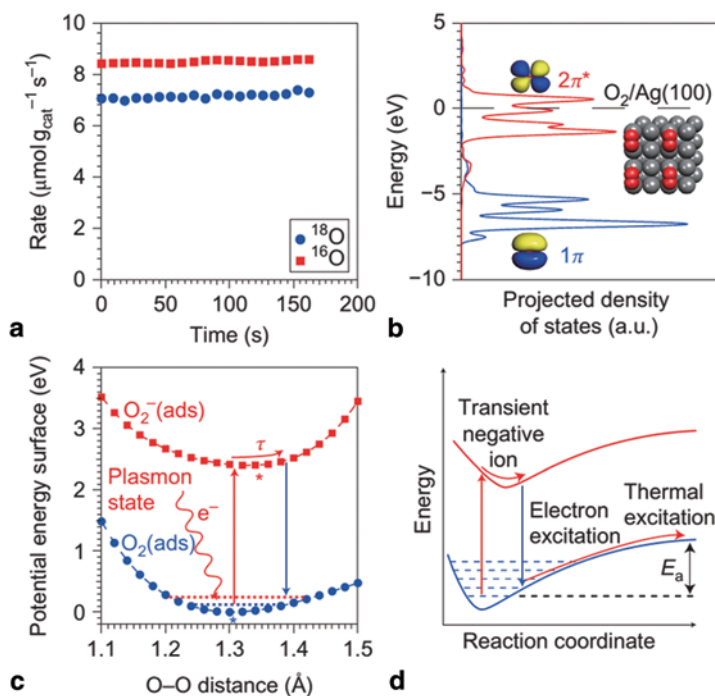 10
8
6
4
2
0
Rate (μmol g_cat⁻¹ s⁻¹)
¹⁸O
¹⁶O
0 50 100 150 200
Time (s)
a
5
0
−5
−10
Energy (eV)
2π*
O₂/Ag(100)
1π
Projected density
of states (a.u.)
b
4
3
2
1
0
Potential energy surface (eV)
O₂⁻(ads)
τ
*
Plasmon
state
e⁻
O₂(ads)
*
1.1 1.2 1.3 1.4 1.5
O–O distance (Å)
c
Energy
Transient
negative
ion
Thermal
excitation
Electron
excitation
E_a
Reaction coordinate
d